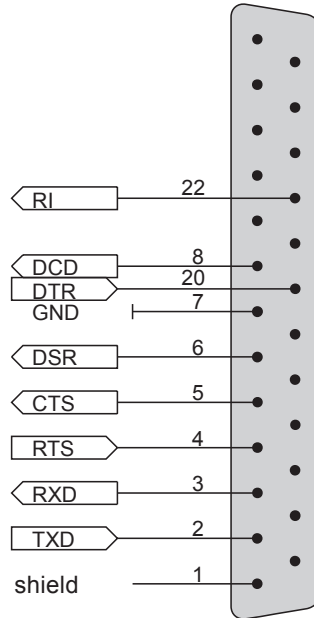 RI 22
DCD 8
DTR 20
GND 7
DSR 6
CTS 5
RTS 4
RXD 3
TXD 2
shield 1